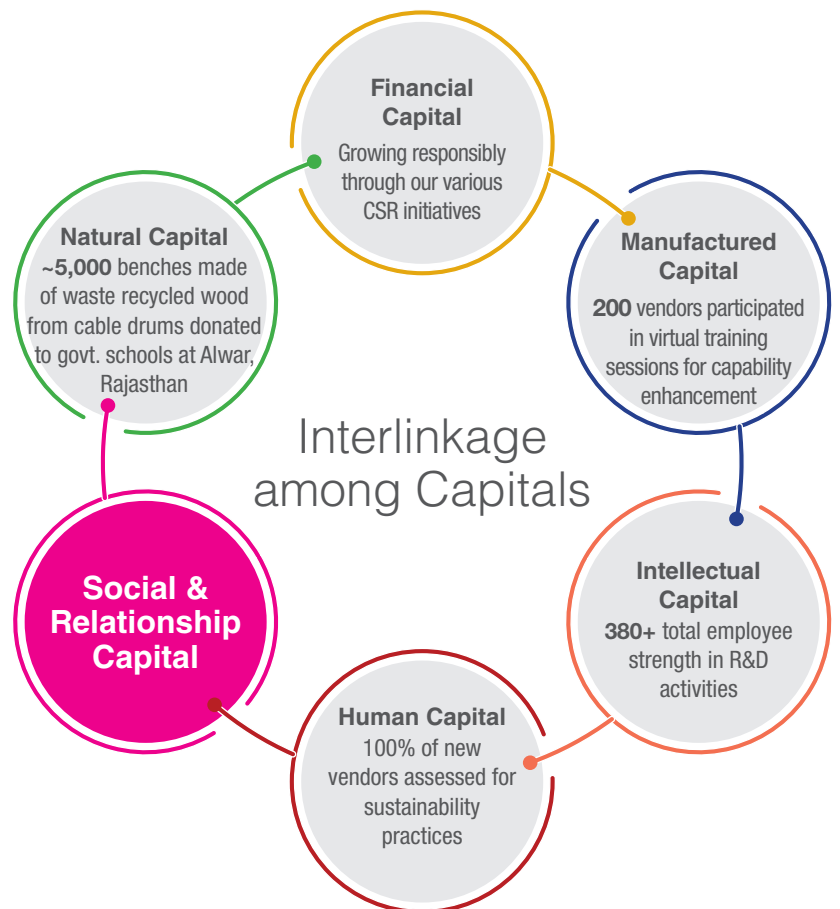 Financial
Capital
Growing responsibly
through our various
CSR initiatives
Natural Capital
~5,000 benches made
of waste recycled wood
from cable drums donated
to govt. schools at Alwar,
Rajasthan
Manufactured
Capital
200 vendors participated
in virtual training
sessions for capability
enhancement
Interlinkage
among Capitals
Social &
Relationship
Capital
Intellectual
Capital
380+ total employee
strength in R&D
activities
Human Capital
100% of new
vendors assessed for
sustainability
practices